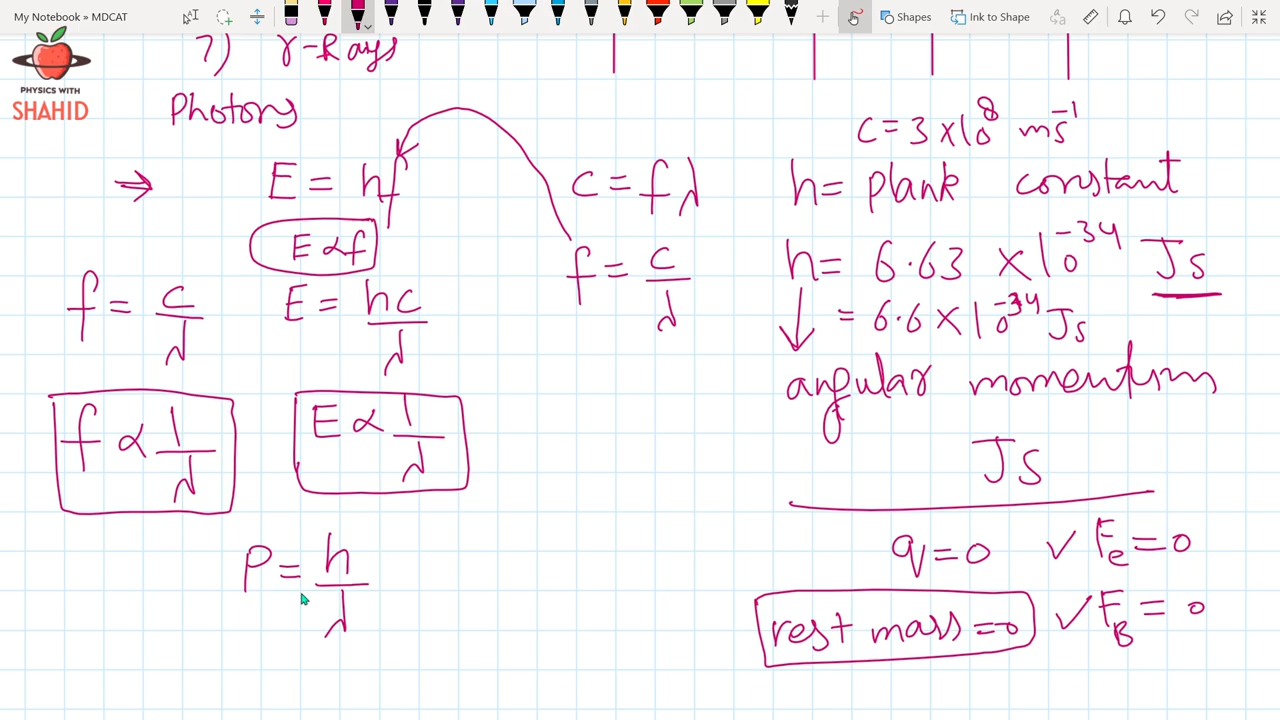 My Notebook » MDCAT
Shapes
Ink to Shape
PHYSICS WITH
SHAHID
7) γ-Rays
Photons
c = 3 × 10⁸ ms⁻¹
⇒ E = hf
c = fλ
h = plank constant
E ∝ f
f = c/λ
h = 6.63 × 10⁻³⁴ Js
f = c/λ
E = hc/λ
= 6.6 × 10⁻³⁴ Js
angular momentum
f ∝ 1/λ
E ∝ 1/λ
Js
P = h/λ
q = 0 ✓ Fe = 0
rest mass = 0 ✓ FB = 0